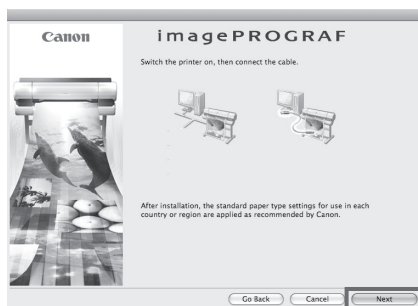 Canon
imagePROGRAF
Switch the printer on, then connect the cable.
After installation, the standard paper type settings for use in each
country or region are applied as recommended by Canon.
Go Back
Cancel
Next